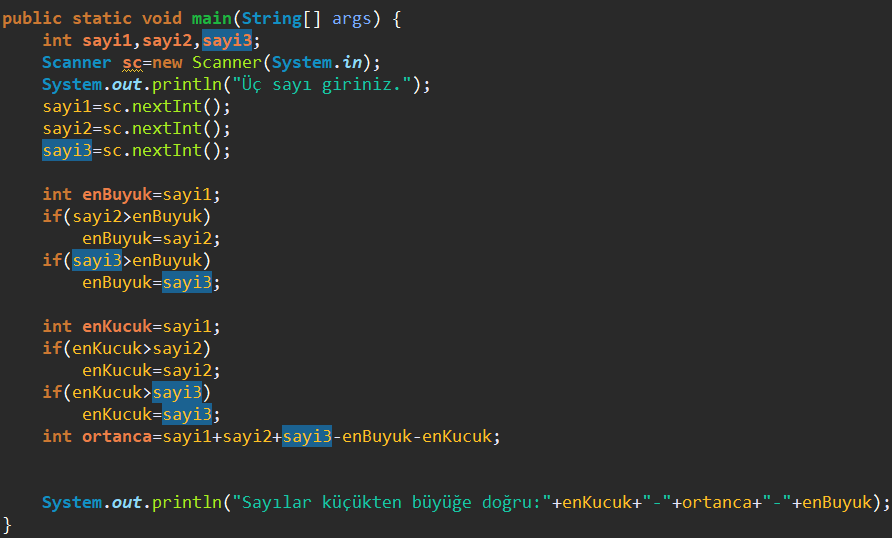 public static void main(String[] args) {
    int sayi1,sayi2,sayi3;
    Scanner sc=new Scanner(System.in);
    System.out.println("Üç sayı giriniz.");
    sayi1=sc.nextInt();
    sayi2=sc.nextInt();
    sayi3=sc.nextInt();

    int enBuyuk=sayi1;
    if(sayi2>enBuyuk)
        enBuyuk=sayi2;
    if(sayi3>enBuyuk)
        enBuyuk=sayi3;

    int enKucuk=sayi1;
    if(enKucuk>sayi2)
        enKucuk=sayi2;
    if(enKucuk>sayi3)
        enKucuk=sayi3;
    int ortanca=sayi1+sayi2+sayi3-enBuyuk-enKucuk;


    System.out.println("Sayılar küçükten büyüğe doğru:"+enKucuk+"-"+ortanca+"-"+enBuyuk);
}